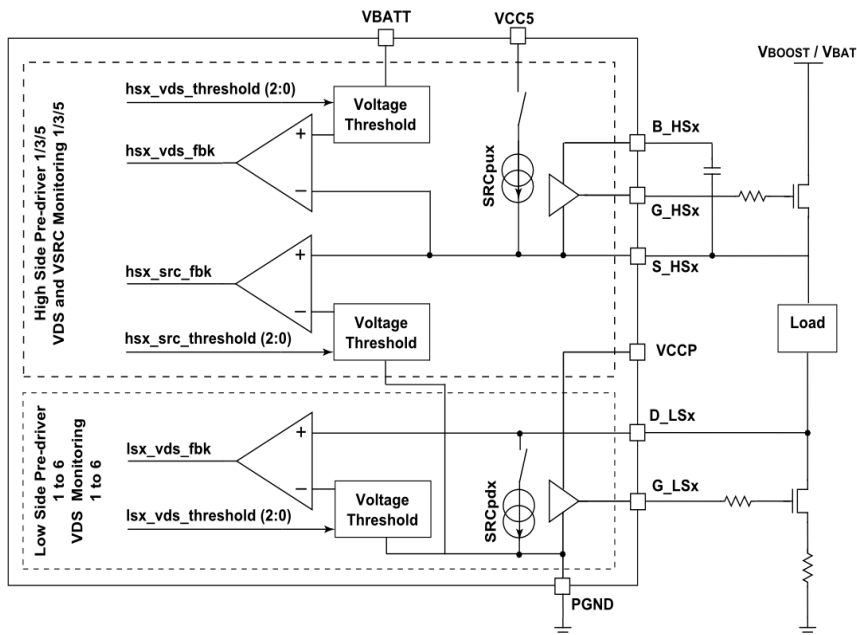 VBATT
VCC5
VBOOST / VBAT
High Side Pre-driver 1/3/5
VDS and VSRC Monitoring 1/3/5
hsx_vds_threshold (2:0)
Voltage
Threshold
hsx_vds_fbk
+
−
SRCpux
B_HSx
G_HSx
S_HSx
hsx_src_fbk
+
−
hsx_src_threshold (2:0)
Voltage
Threshold
Load
VCCP
Low Side Pre-driver
1 to 6
VDS Monitoring
1 to 6
lsx_vds_fbk
+
−
lsx_vds_threshold (2:0)
Voltage
Threshold
SRCpdx
D_LSx
G_LSx
PGND